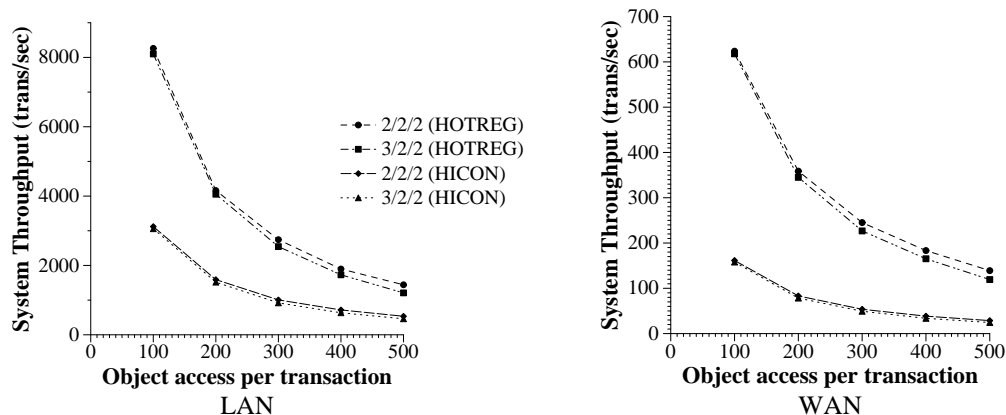 System Throughput (trans/sec)
8000
6000
4000
2000
0
0 100 200 300 400 500
Object access per transaction
LAN
2/2/2 (HOTREG)
3/2/2 (HOTREG)
2/2/2 (HICON)
3/2/2 (HICON)
System Throughput (trans/sec)
700
600
500
400
300
200
100
0
0 100 200 300 400 500
Object access per transaction
WAN